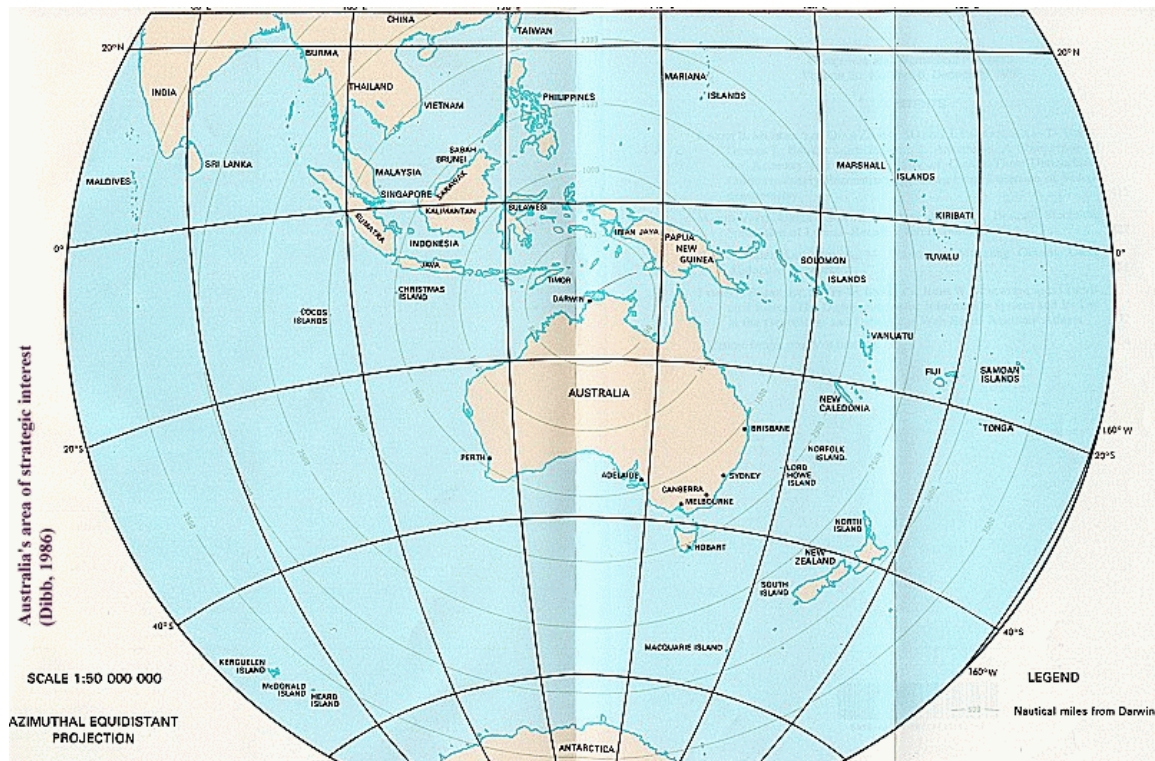 CHINA
TAIWAN
20°N
20°N
BURMA
INDIA
THAILAND
VIETNAM
PHILIPPINES
MARIANA
ISLANDS
SRI LANKA
MALDIVES
SABAH
BRUNEI
MALAYSIA
SINGAPORE
SARAWAK
KALIMANTAN
SULAWESI
SUMATRA
INDONESIA
JAVA
MARSHALL
ISLANDS
KIRIBATI
0°
0°
IRIAN JAYA
PAPUA
NEW
GUINEA
SOLOMON
ISLANDS
TUVALU
TIMOR
CHRISTMAS
ISLAND
DARWIN
COCOS
ISLANDS
VANUATU
FIJI
SAMOAN
ISLANDS
AUSTRALIA
NEW
CALEDONIA
TONGA
160° W
20°S
20°S
BRISBANE
PERTH
NORFOLK
ISLAND
LORD
HOWE
ISLAND
ADELAIDE
SYDNEY
CANBERRA
MELBOURNE
HOBART
NORTH
ISLAND
NEW
ZEALAND
SOUTH
ISLAND
40°S
40°S
MACQUARIE ISLAND
160° W
KERGUELEN
ISLAND
McDONALD
ISLAND
HEARD
ISLAND
ANTARCTICA
Australia's area of strategic interest
(Dibb, 1986)
SCALE 1:50 000 000
AZIMUTHAL EQUIDISTANT
PROJECTION
LEGEND
Nautical miles from Darwin